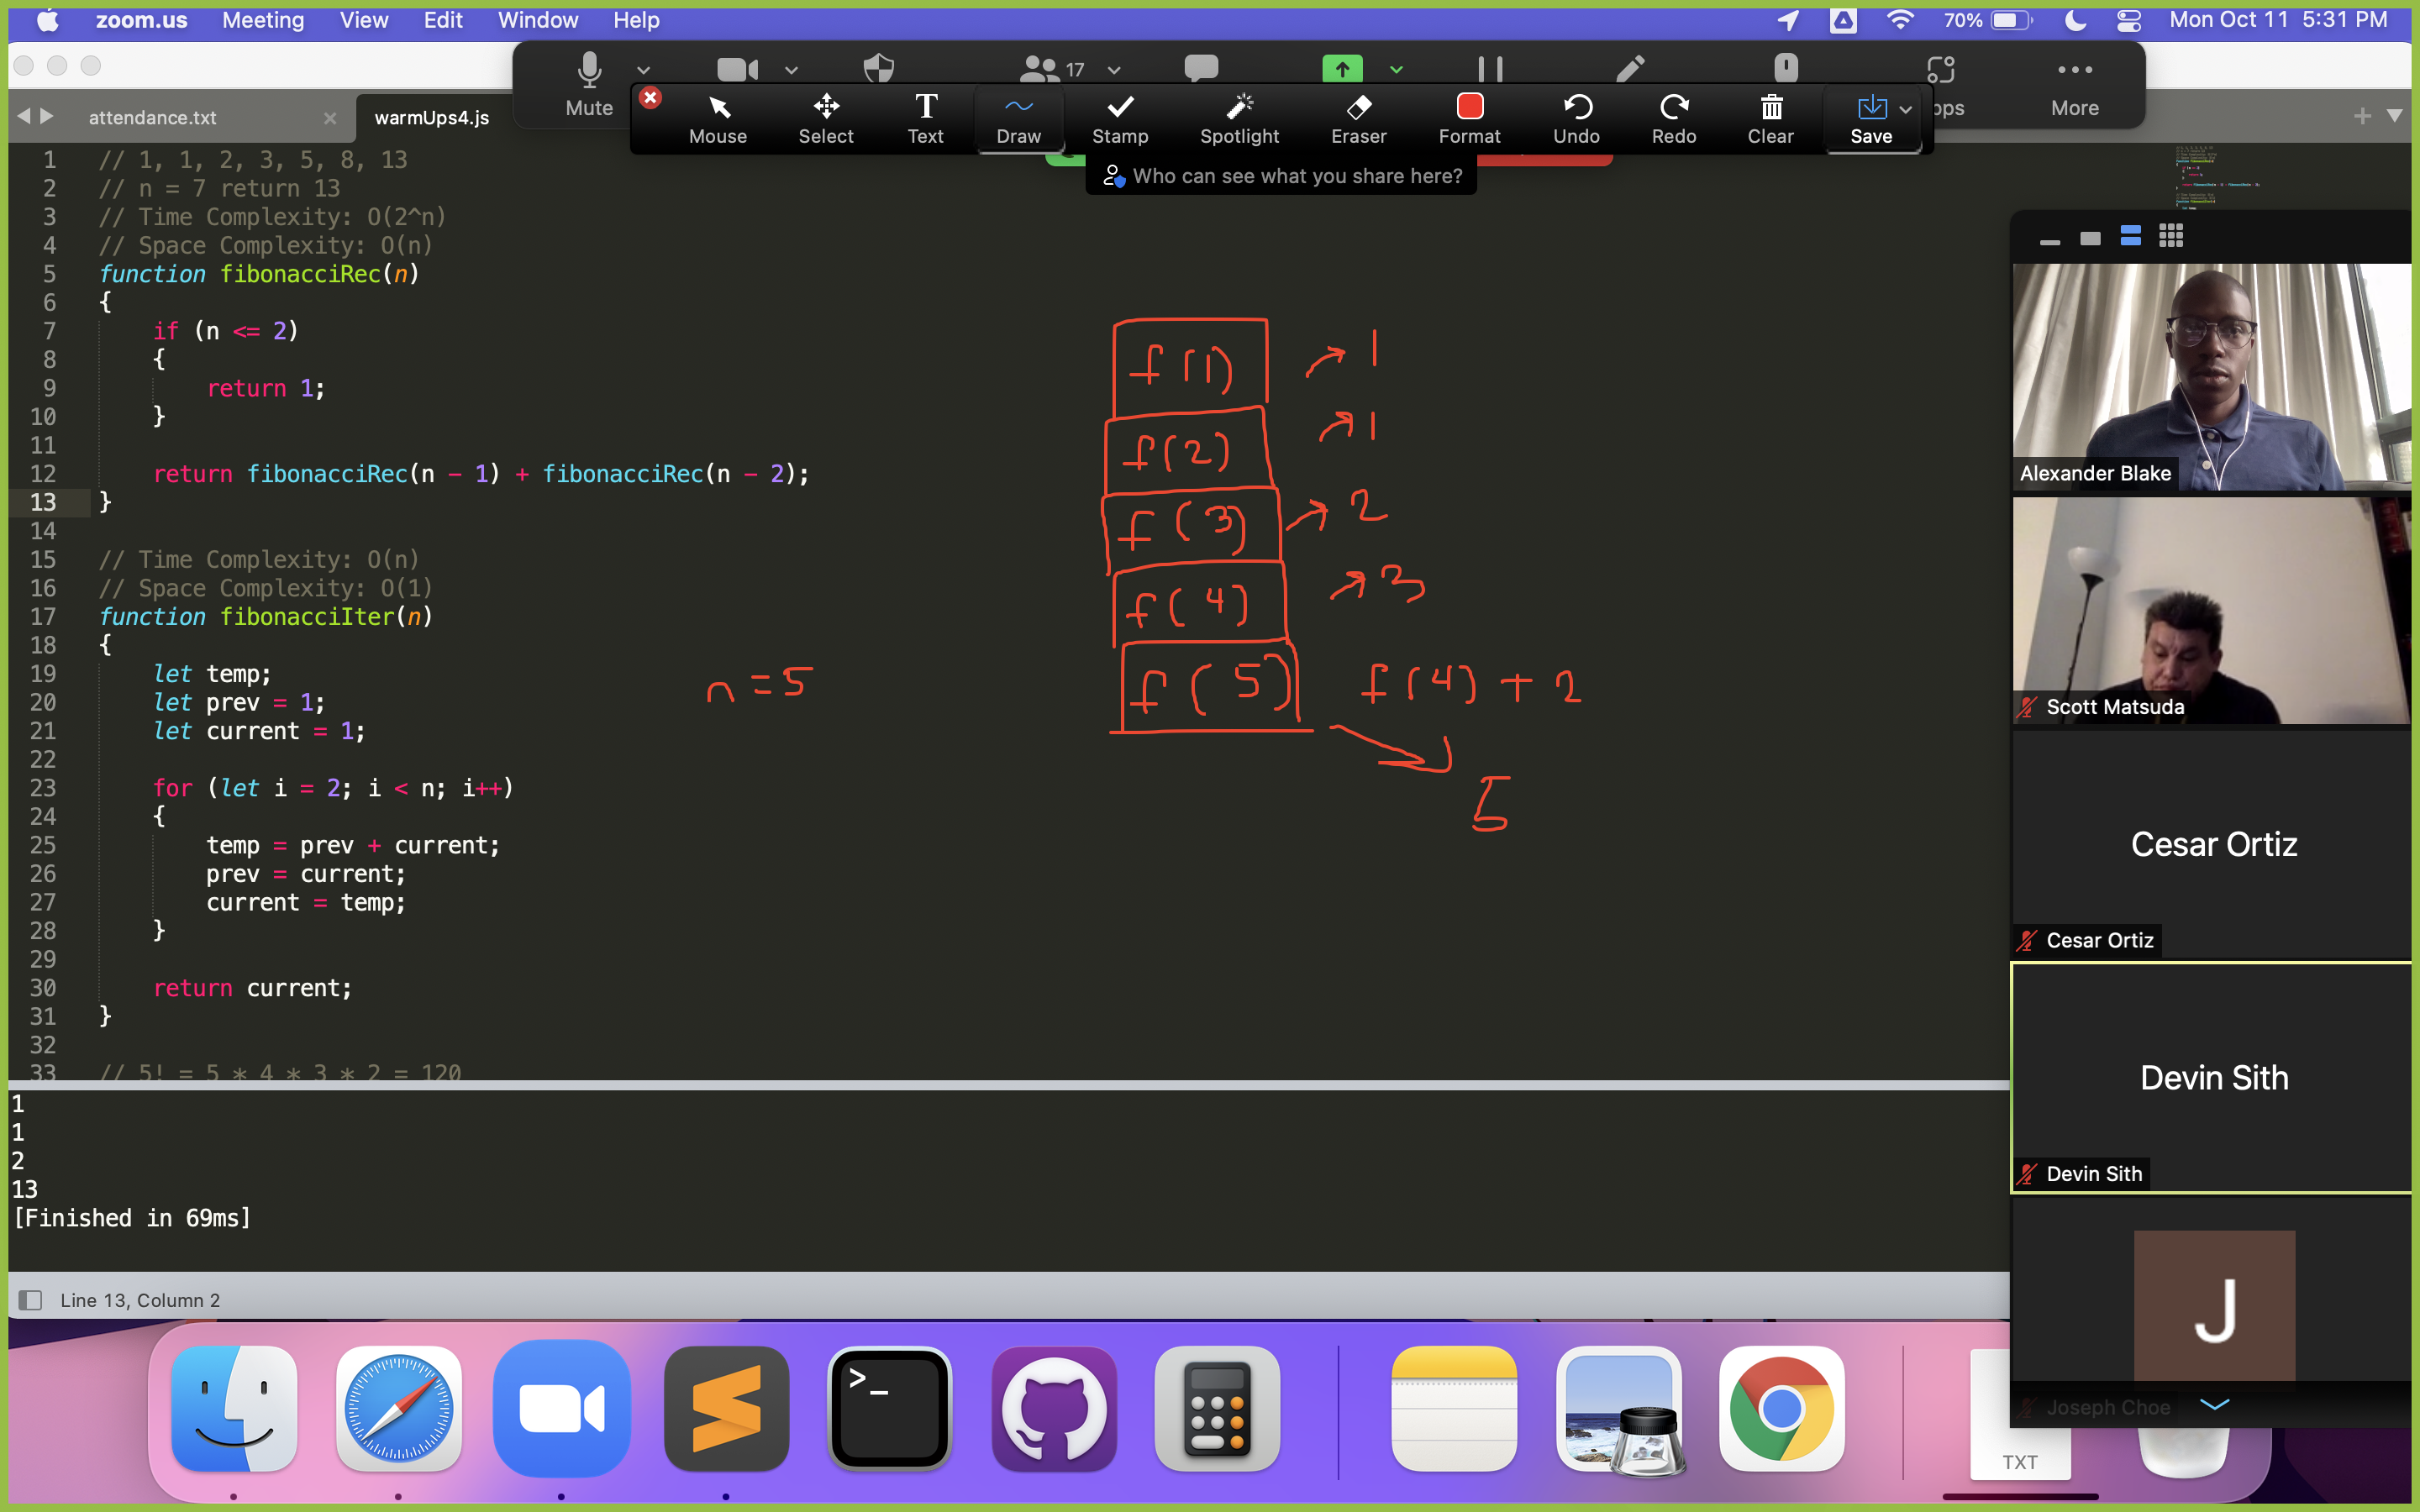 zoom.us Meeting View Edit Window Help 70% Mon Oct 11 5:31 PM
17
Mute More
Mouse Select Text Draw Stamp Spotlight Eraser Format Undo Redo Clear Save
Who can see what you share here?
attendance.txt warmUps4.js
1 // 1, 1, 2, 3, 5, 8, 13
2 // n = 7 return 13
3 // Time Complexity: O(2^n)
4 // Space Complexity: O(n)
5 function fibonacciRec(n)
6 {
7 if (n <= 2)
8 {
9 return 1;
10 }
11
12 return fibonacciRec(n - 1) + fibonacciRec(n - 2);
13 }
14
15 // Time Complexity: O(n)
16 // Space Complexity: O(1)
17 function fibonacciIter(n)
18 {
19 let temp;
20 let prev = 1;
21 let current = 1;
22
23 for (let i = 2; i < n; i++)
24 {
25 temp = prev + current;
26 prev = current;
27 current = temp;
28 }
29
30 return current;
31 }
32
33 // 5! = 5 * 4 * 3 * 2 = 120
n = 5
f(1) → 1
f(2) → 1
f(3) → 2
f(4) → 3
f(5) f(4) + 2
5
1
1
2
13
[Finished in 69ms]
Line 13, Column 2
Alexander Blake
Scott Matsuda
Cesar Ortiz
Cesar Ortiz
Devin Sith
Devin Sith
J
Joseph Choe
>_
TXT